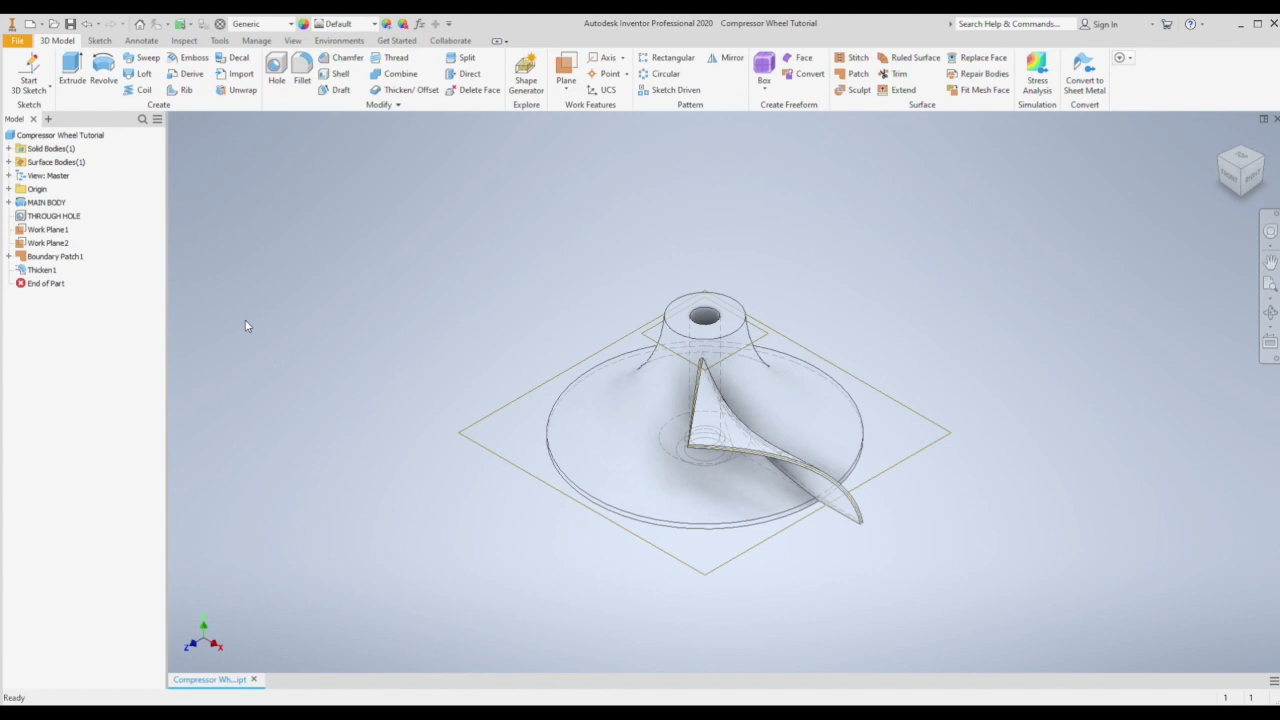 Generic
Default
Autodesk Inventor Professional 2020 Compressor Wheel Tutorial
Search Help & Commands...
Sign In
File
3D Model
Sketch
Annotate
Inspect
Tools
Manage
View
Environments
Get Started
Collaborate
Start
3D Sketch
Sketch
Extrude
Revolve
Sweep
Emboss
Decal
Loft
Derive
Import
Coil
Rib
Unwrap
Create
Hole
Fillet
Chamfer
Thread
Split
Shell
Combine
Direct
Draft
Thicken/ Offset
Delete Face
Modify
Shape
Generator
Explore
Plane
Axis
Point
UCS
Work Features
Rectangular
Mirror
Circular
Sketch Driven
Pattern
Box
Face
Convert
Create Freeform
Stitch
Ruled Surface
Replace Face
Patch
Trim
Repair Bodies
Sculpt
Extend
Fit Mesh Face
Surface
Stress
Analysis
Simulation
Convert to
Sheet Metal
Convert
Model
Compressor Wheel Tutorial
Solid Bodies(1)
Surface Bodies(1)
View: Master
Origin
MAIN BODY
THROUGH HOLE
Work Plane1
Work Plane2
Boundary Patch1
Thicken1
End of Part
FRONT
RIGHT
Z
X
Compressor Wh...ipt
Ready
1 1